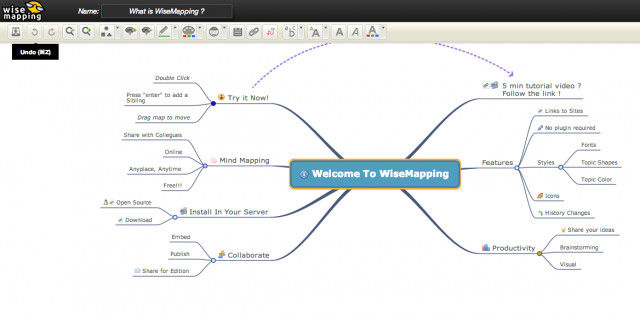 wise
mapping
Name:
What is WiseMapping ?
Undo (⌘Z)
Double Click
Press "enter" to add a
Sibling
Drag map to move
Try it Now!
Share with Collegues
Online
Anyplace, Anytime
Free!!!
Mind Mapping
Open Source
Download
Install In Your Server
Embed
Publish
Share for Edition
Collaborate
Welcome To WiseMapping
5 min tutorial video ?
Follow the link !
Features
Links to Sites
No plugin required
Styles
Fonts
Topic Shapes
Topic Color
Icons
History Changes
Productivity
Share your ideas
Brainstorming
Visual